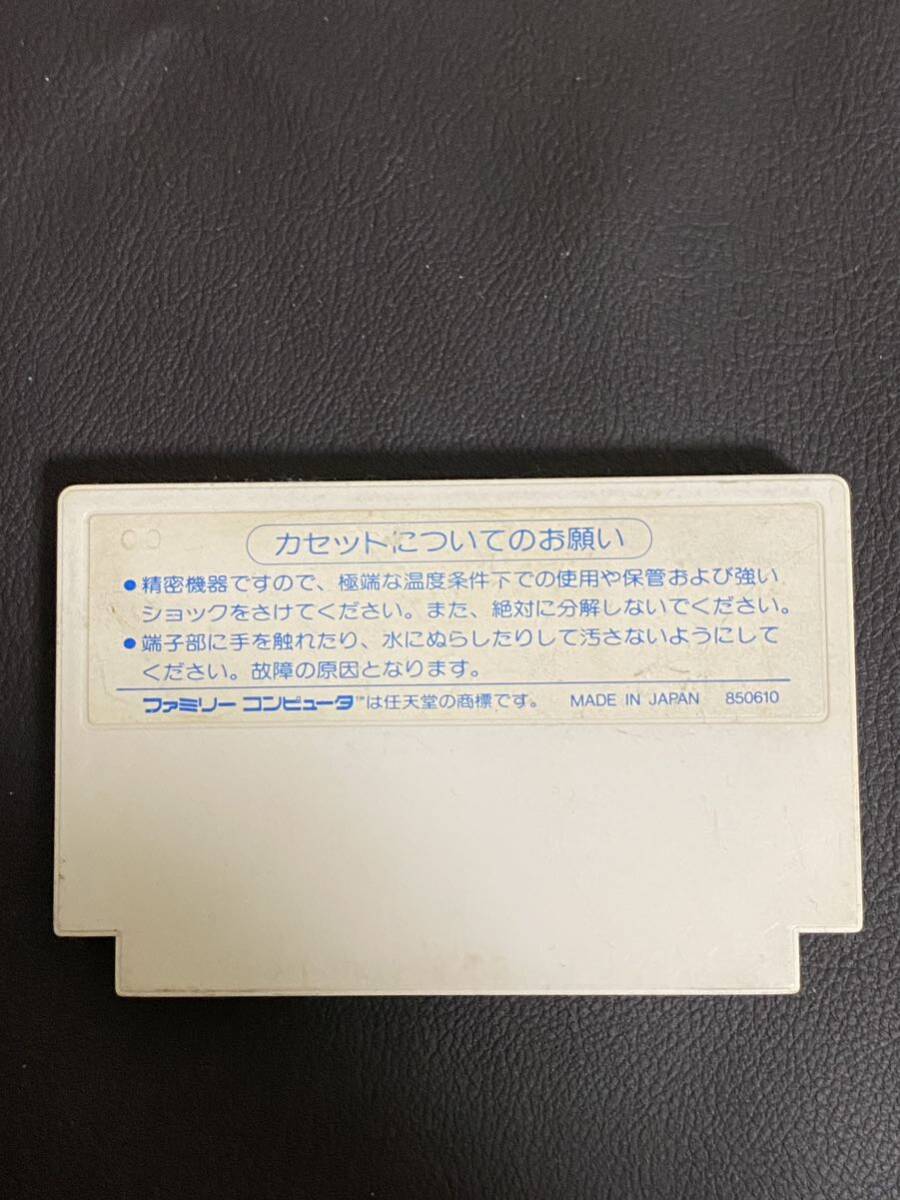 カセットについてのお願い
●精密機器ですので、極端な温度条件下での使用や保管および強い
ショックをさけてください。また、絶対に分解しないでください。
●端子部に手を触れたり、水にぬらしたりして汚さないようにして
ください。故障の原因となります。
ファミリー コンピュータ™は任天堂の商標です。 MADE IN JAPAN 850610